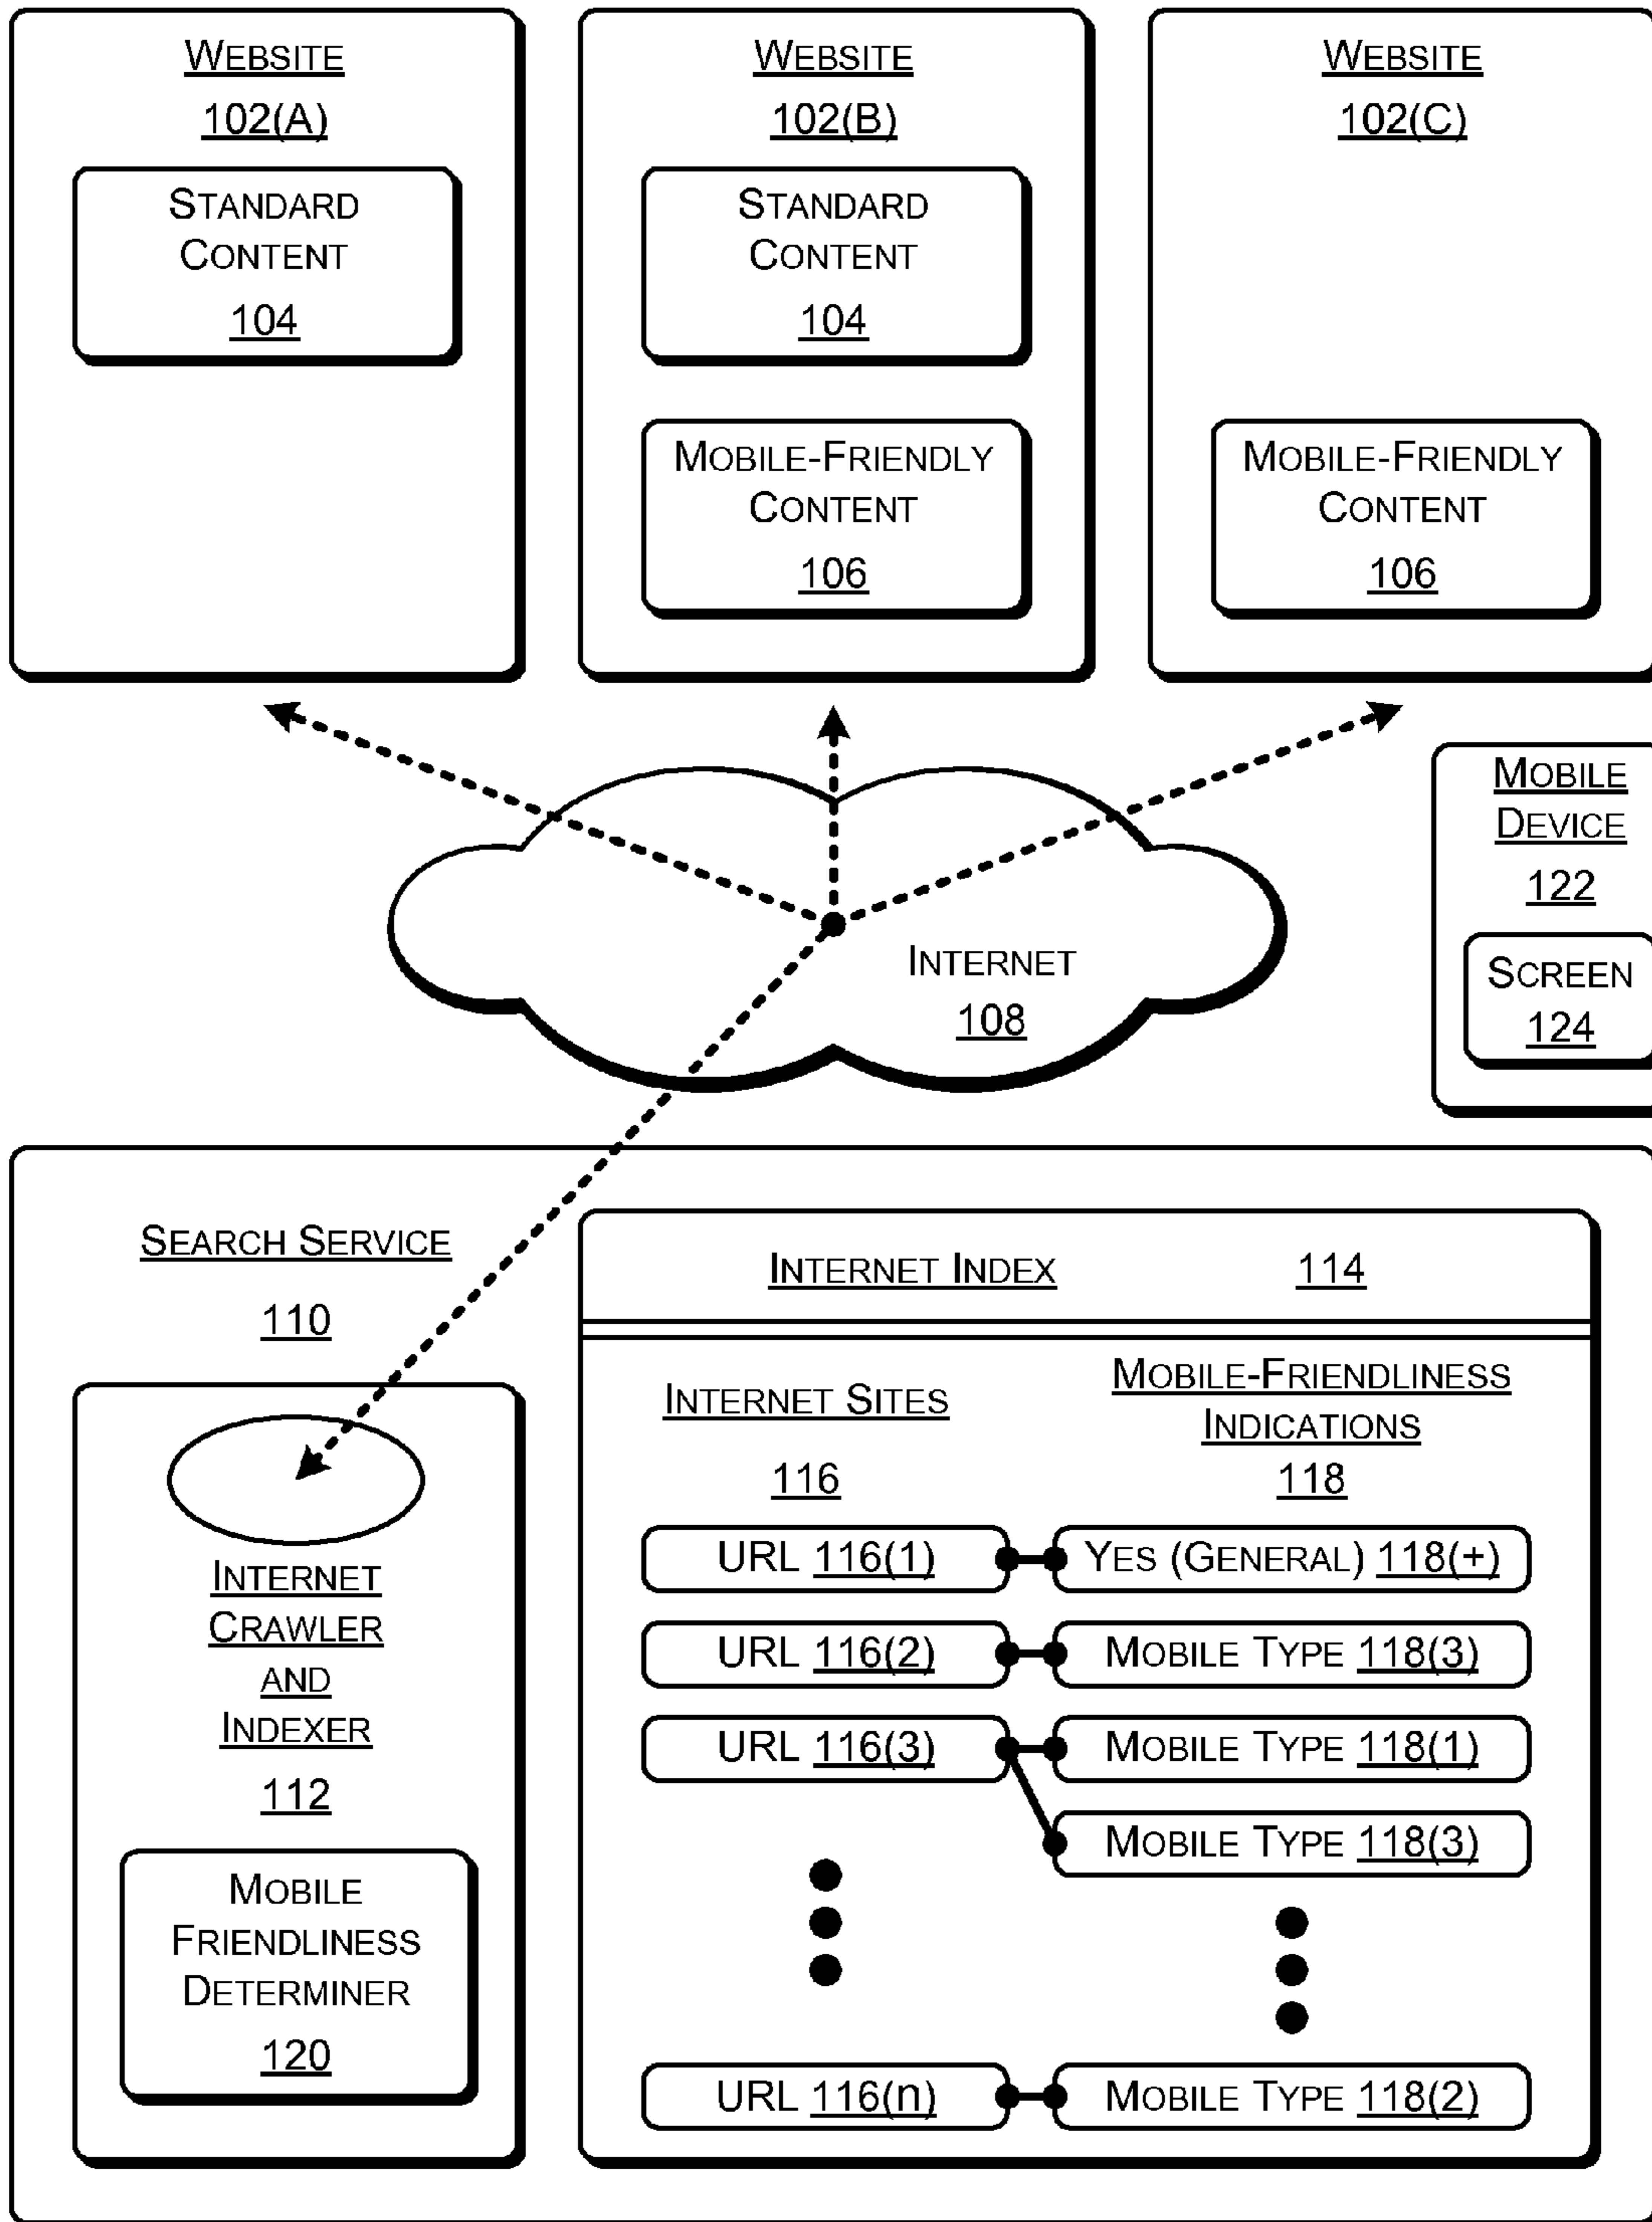 WEBSITE
102(A)
STANDARD
CONTENT
104
WEBSITE
102(B)
STANDARD
CONTENT
104
MOBILE-FRIENDLY
CONTENT
106
WEBSITE
102(C)
MOBILE-FRIENDLY
CONTENT
106
INTERNET
108
MOBILE
DEVICE
122
SCREEN
124
SEARCH SERVICE
110
INTERNET
CRAWLER
AND
INDEXER
112
MOBILE
FRIENDLINESS
DETERMINER
120
INTERNET INDEX 114
INTERNET SITES
116
MOBILE-FRIENDLINESS
INDICATIONS
118
URL 116(1) YES (GENERAL) 118(+)
URL 116(2) MOBILE TYPE 118(3)
URL 116(3) MOBILE TYPE 118(1)
MOBILE TYPE 118(3)
URL 116(n) MOBILE TYPE 118(2)